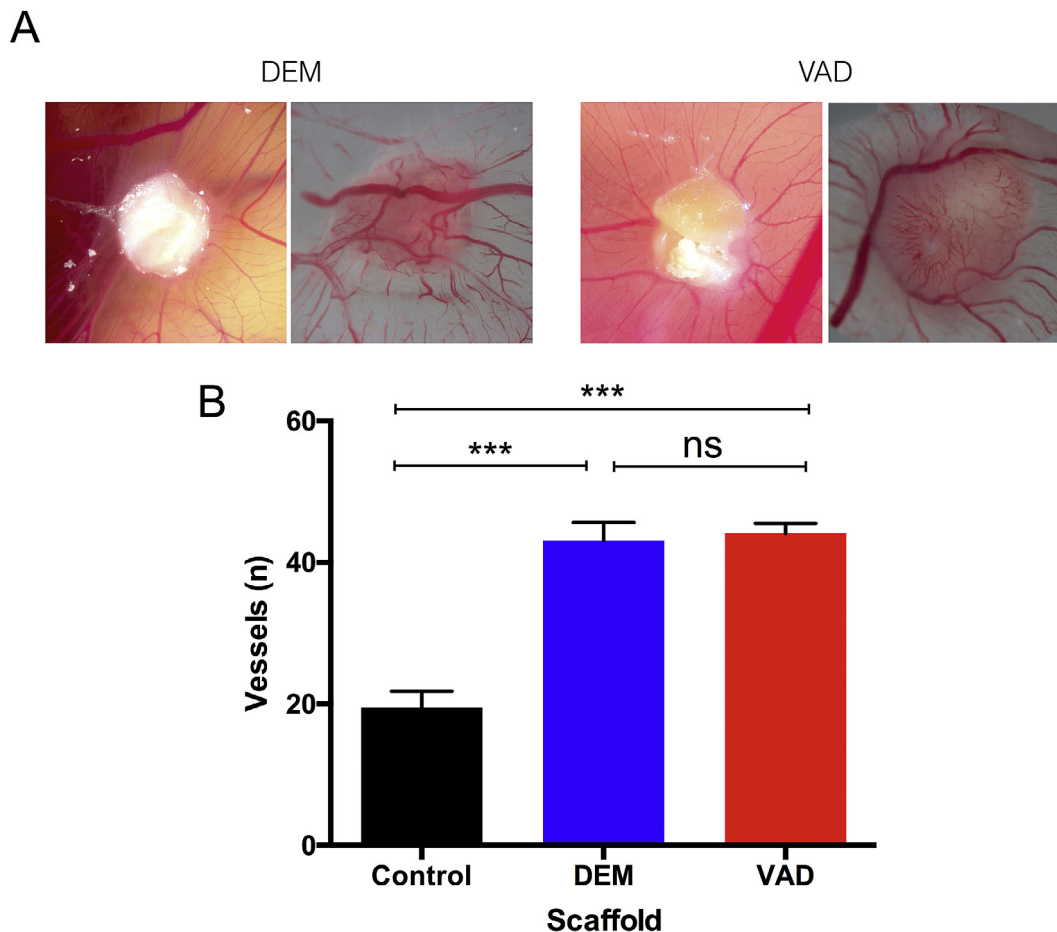 A
DEM
VAD
B
***
***
ns
60
40
20
0
Vessels (n)
Control
DEM
VAD
Scaffold